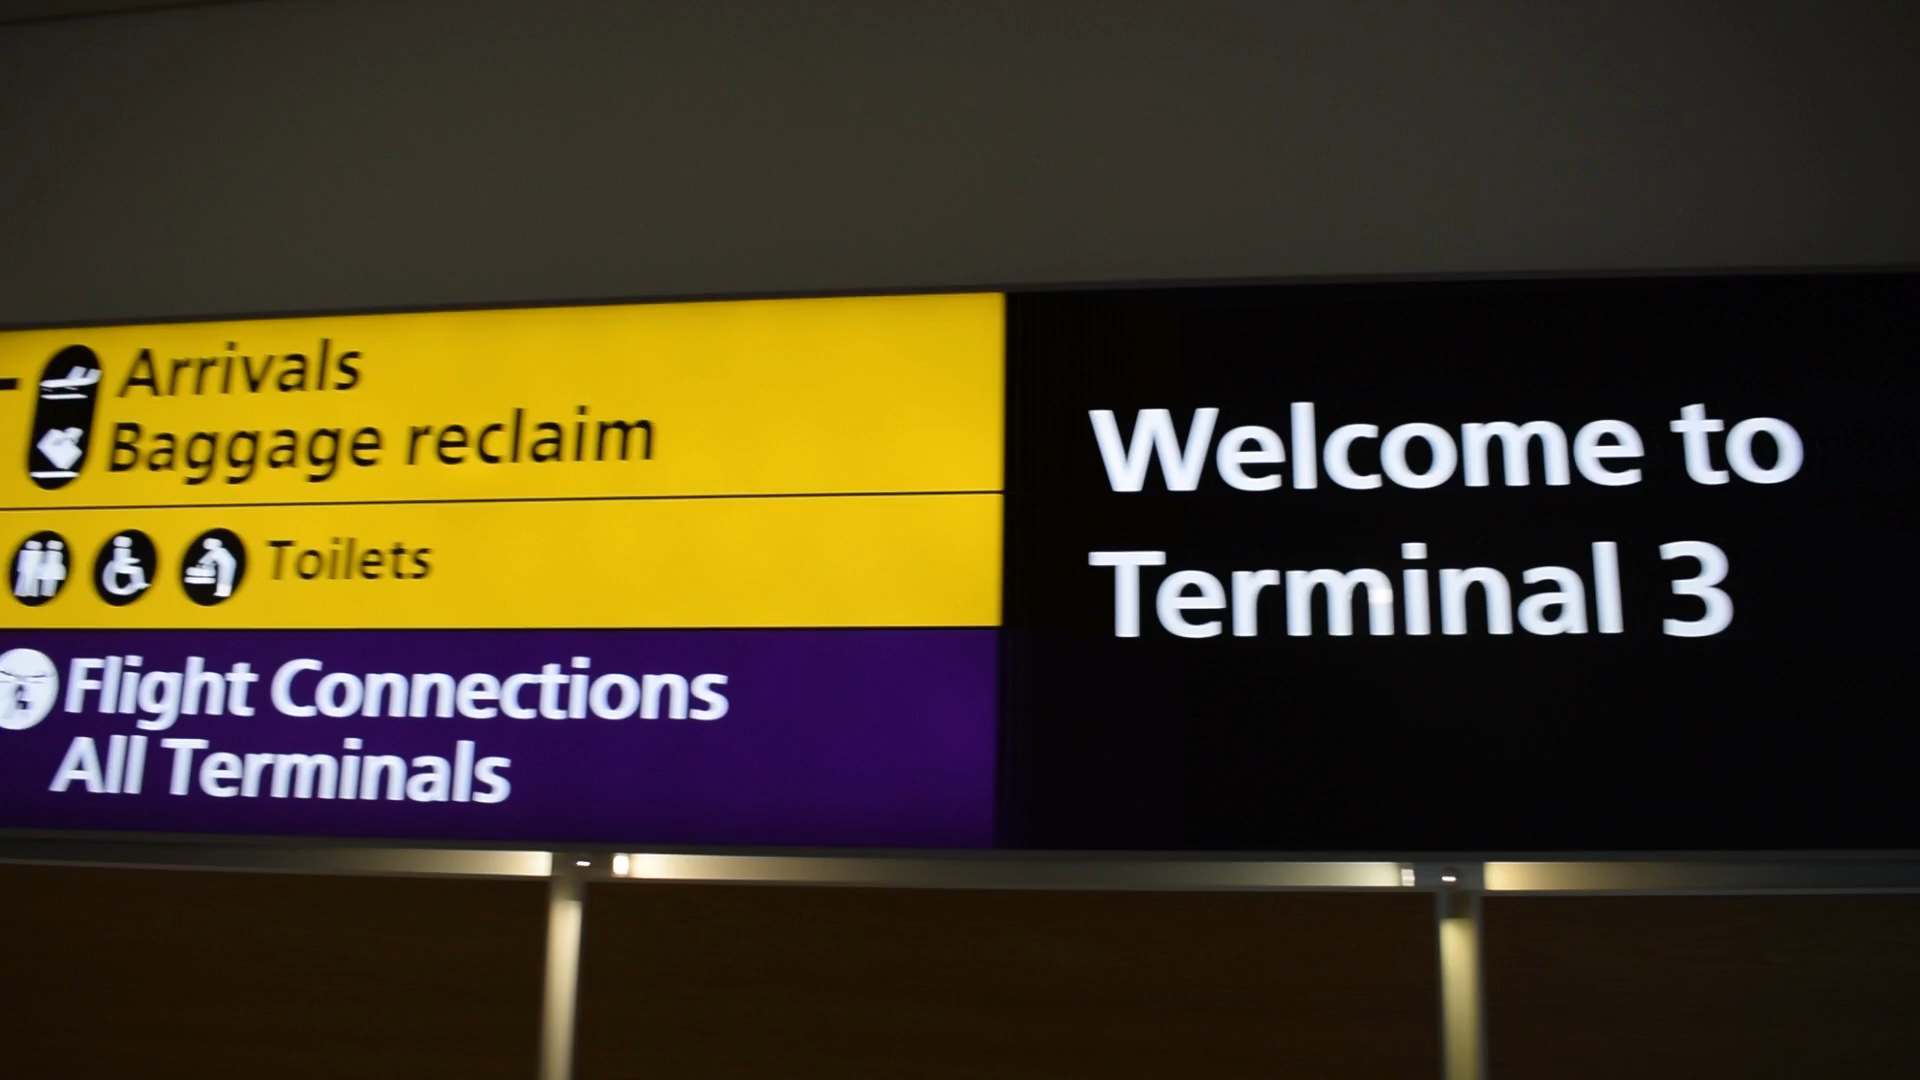 Arrivals
Baggage reclaim
Toilets
Flight Connections
All Terminals
Welcome to
Terminal 3